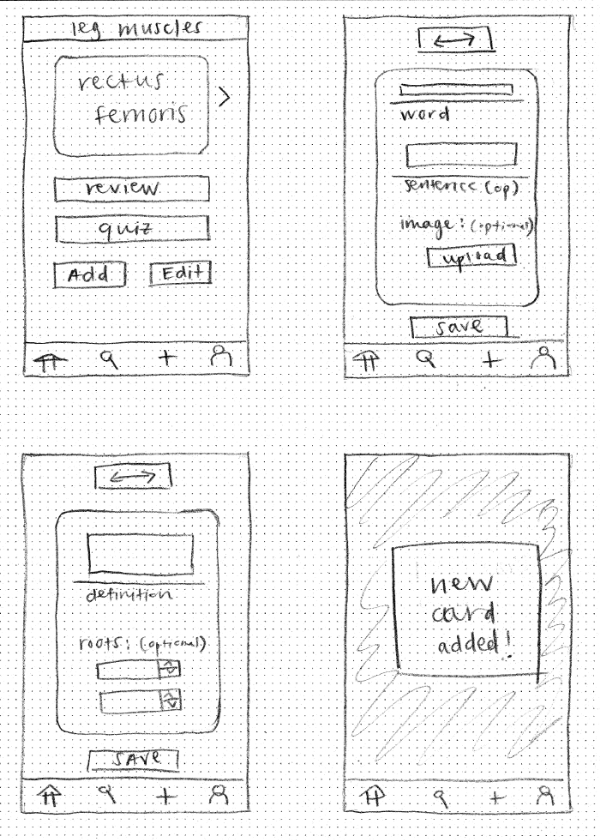 leg muscles
rectus
femoris
review
quiz
Add
Edit
word
sentence (op)
image: (optional)
upload
save
definition
roots: (optional)
SAVE
new
card
added!